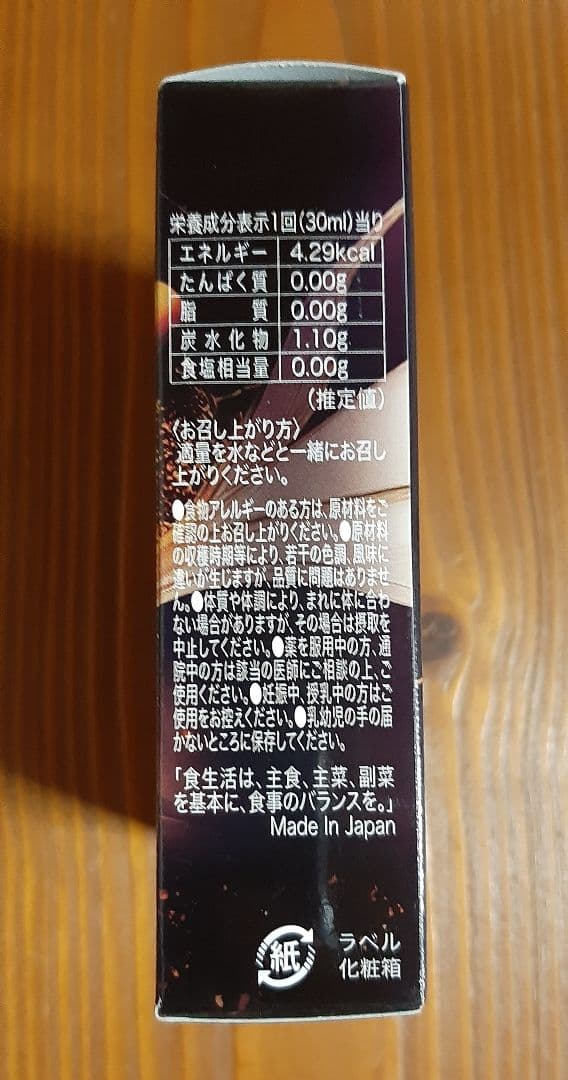 栄養成分表示1回(30ml)当り
エネルギー 4.29kcal
たんぱく質 0.00g
脂質 0.00g
炭水化物 1.10g
食塩相当量 0.00g
(推定値)
〈お召し上がり方〉
適量を水などと一緒にお召し
上がりください。
●食物アレルギーのある方は、原材料をご
確認の上お召し上がりください。●原材料
の収穫時期等により、若干の色調、風味に
違いが生じますが、品質に問題はありませ
ん。●体質や体調により、まれに体に合わ
ない場合がありますが、その場合は摂取を
中止してください。●薬を服用中の方、通
院中の方は該当の医師にご相談の上、ご
使用ください。●妊娠中、授乳中の方はご
使用をお控えください。●乳幼児の手の届
かないところに保存してください。
「食生活は、主食、主菜、副菜
を基本に、食事のバランスを。」
Made In Japan
紙
ラベル
化粧箱